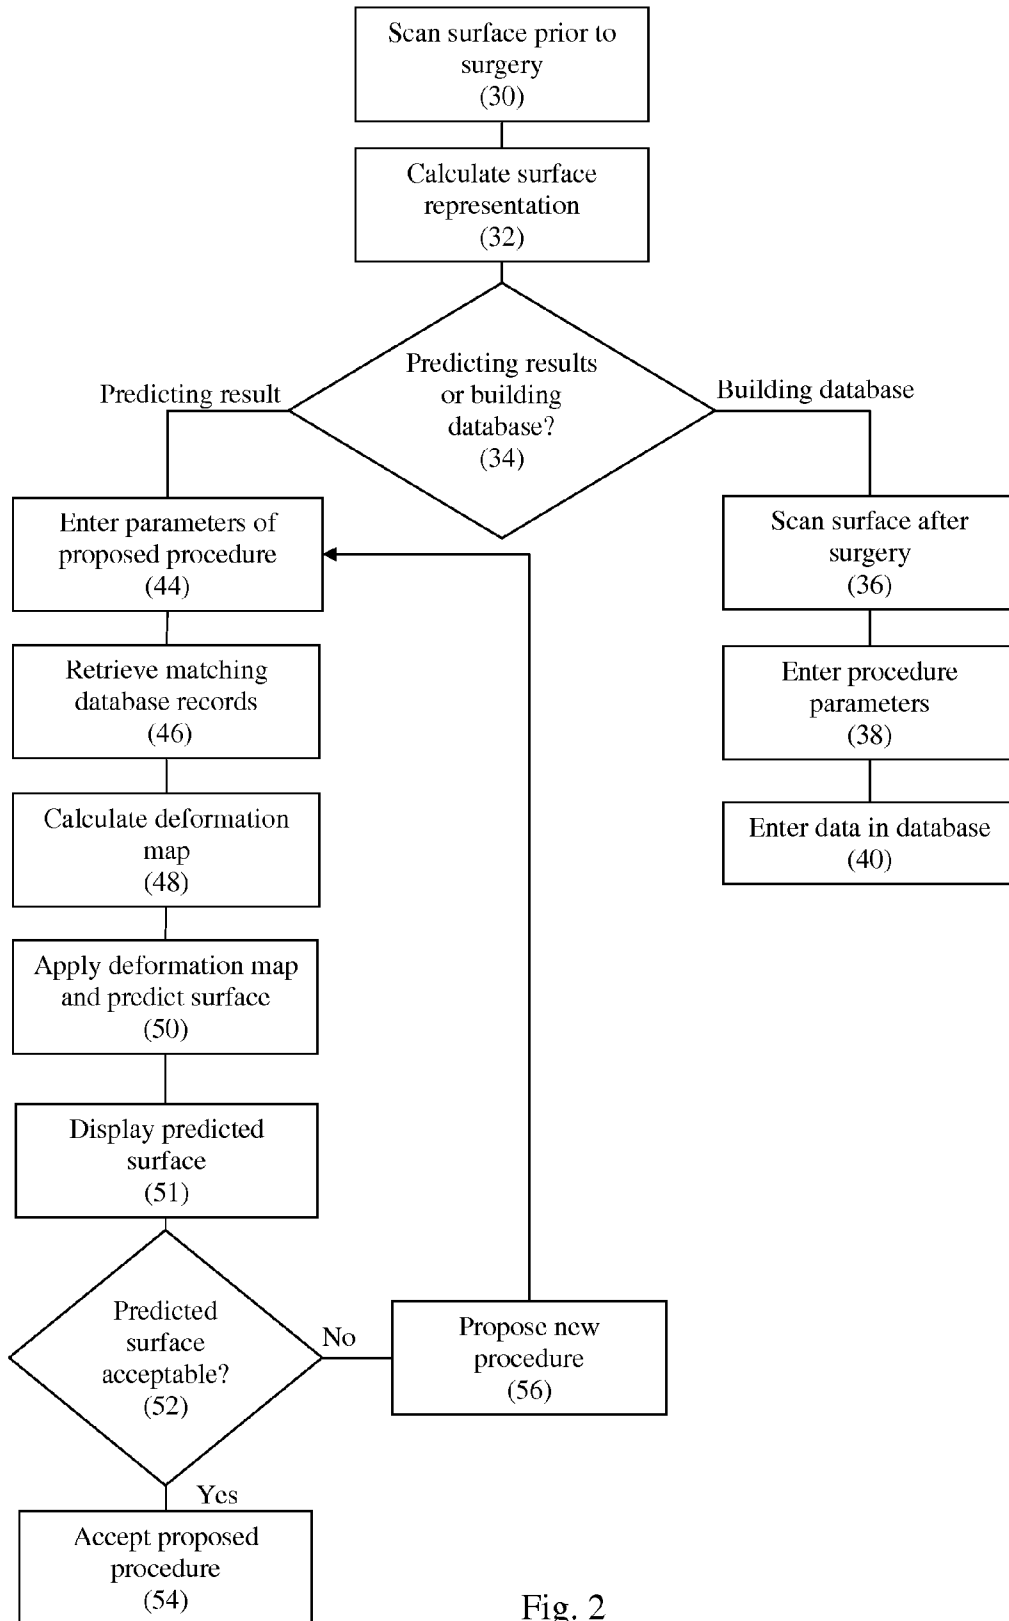 Scan surface prior to
surgery
(30)
Calculate surface
representation
(32)
Predicting results
or building
database?
(34)
Predicting result
Building database
Enter parameters of
proposed procedure
(44)
Retrieve matching
database records
(46)
Calculate deformation
map
(48)
Apply deformation map
and predict surface
(50)
Display predicted
surface
(51)
Predicted
surface
acceptable?
(52)
No
Propose new
procedure
(56)
Yes
Accept proposed
procedure
(54)
Scan surface after
surgery
(36)
Enter procedure
parameters
(38)
Enter data in database
(40)
Fig. 2